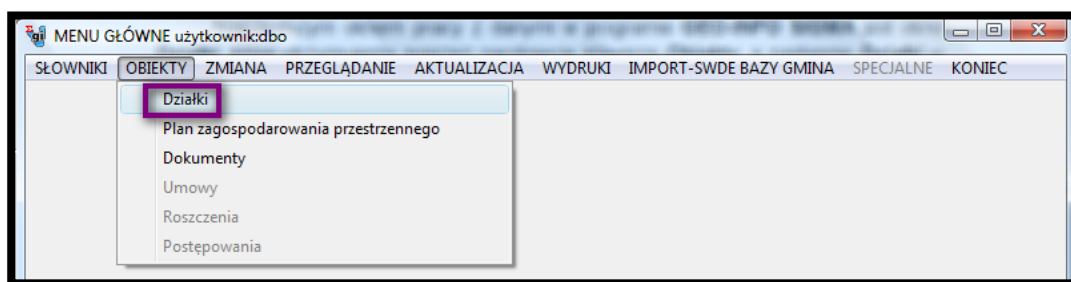 MENU GŁÓWNE użytkownik:dbo
SŁOWNIKI OBIEKTY ZMIANA PRZEGLĄDANIE AKTUALIZACJA WYDRUKI IMPORT-SWDE BAZY GMINA SPECJALNE KONIEC
Działki
Plan zagospodarowania przestrzennego
Dokumenty
Umowy
Roszczenia
Postępowania